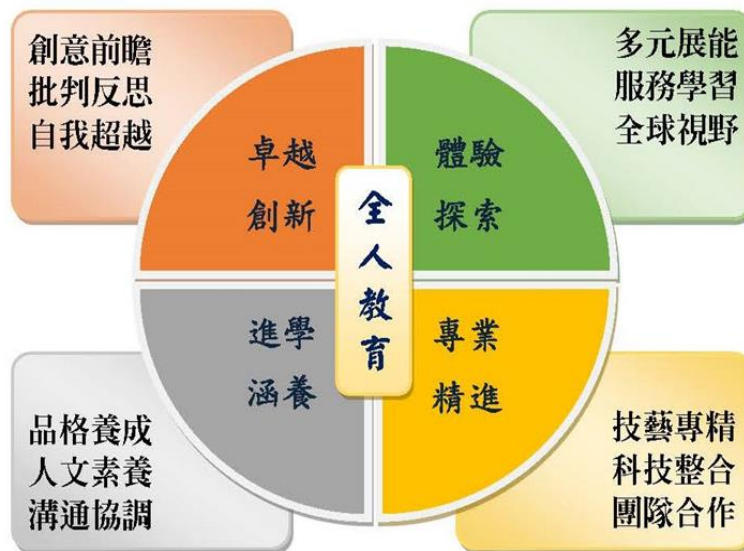 創意前瞻
批判反思
自我超越
多元展能
服務學習
全球視野
卓越
創新
體驗
探索
全人教育
進學
涵養
專業
精進
品格養成
人文素養
溝通協調
技藝專精
科技整合
團隊合作